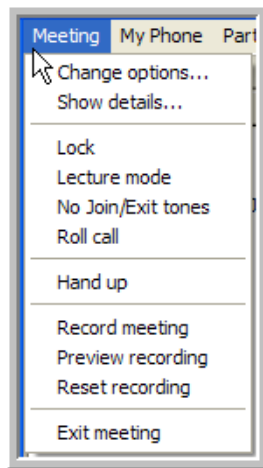 Meeting My Phone Part
Change options...
Show details...
Lock
Lecture mode
No Join/Exit tones
Roll call
Hand up
Record meeting
Preview recording
Reset recording
Exit meeting